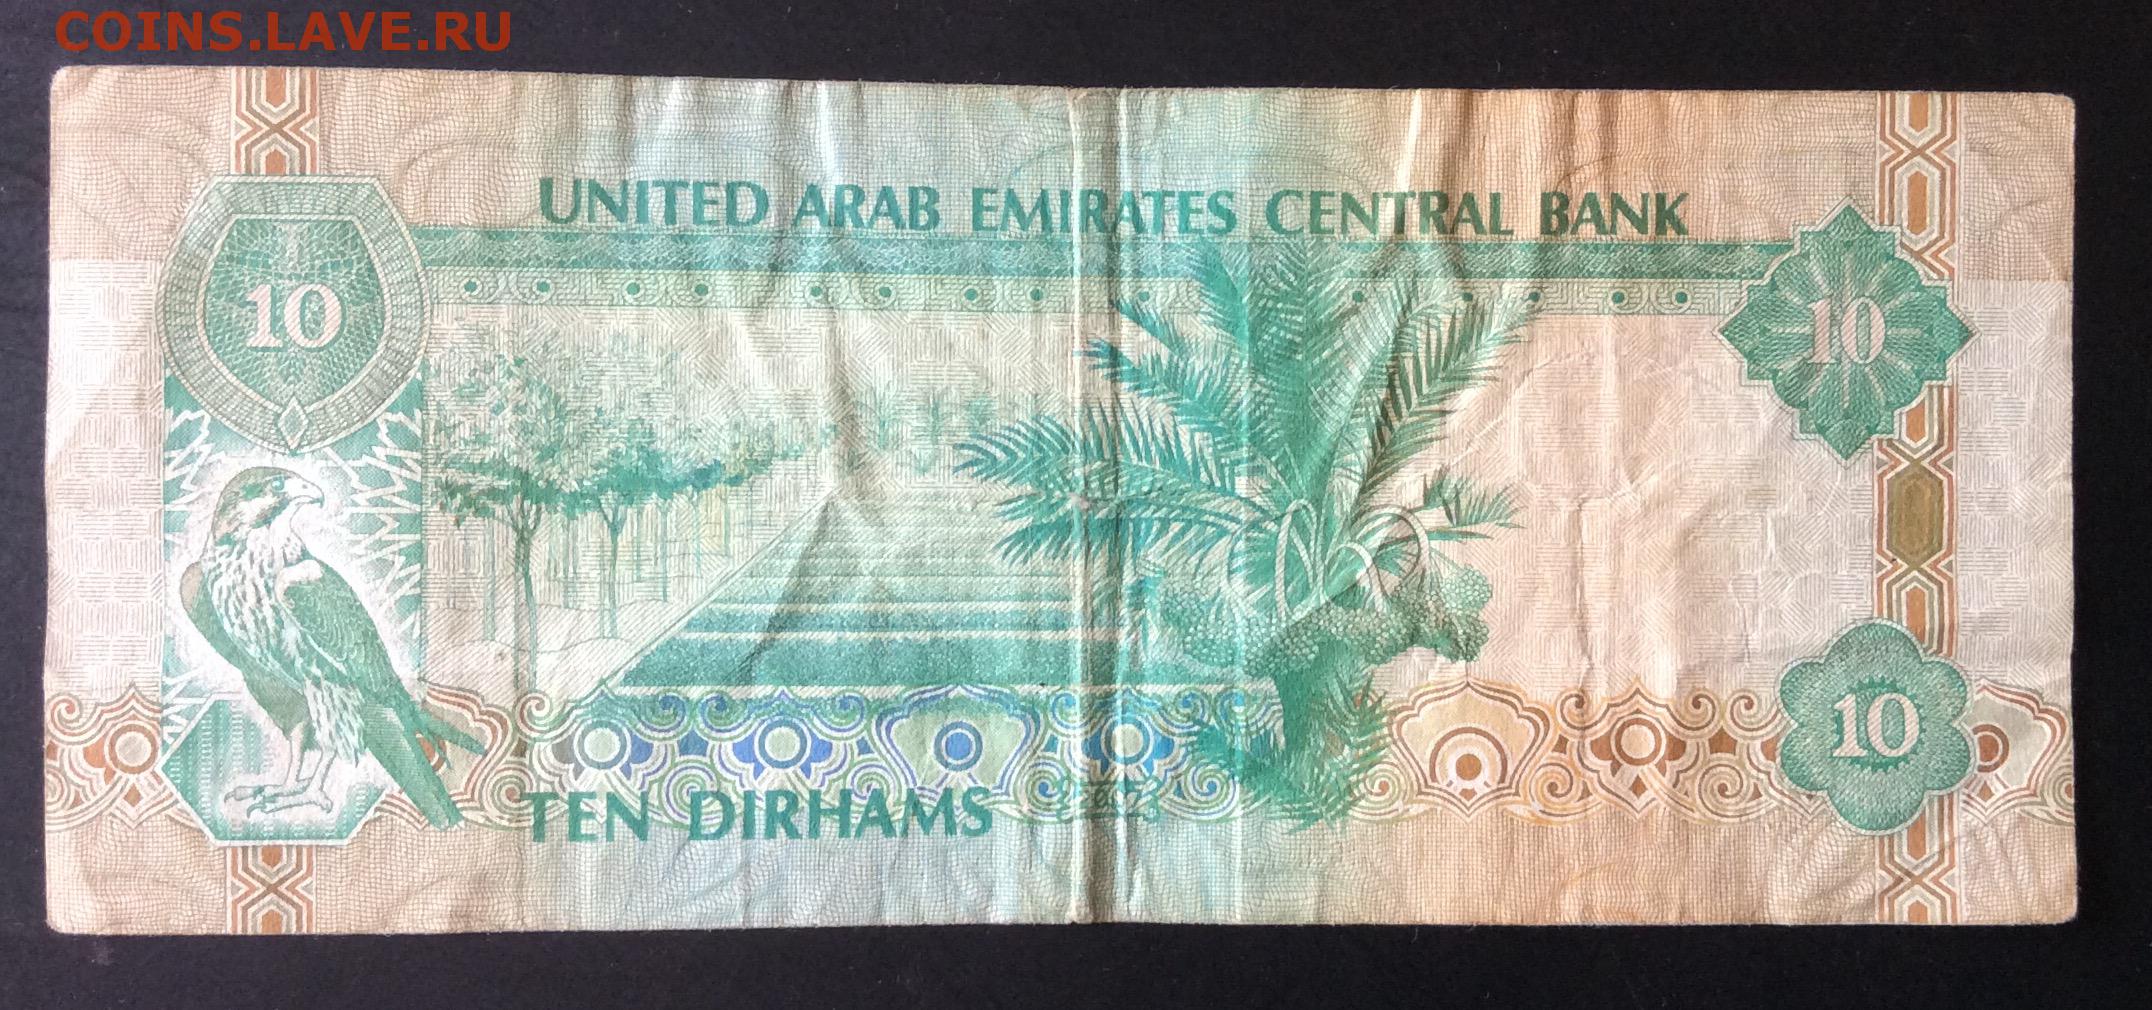 COINS.LAVE.RU
UNITED ARAB EMIRATES CENTRAL BANK
10
10
10
TEN DIRHAMS